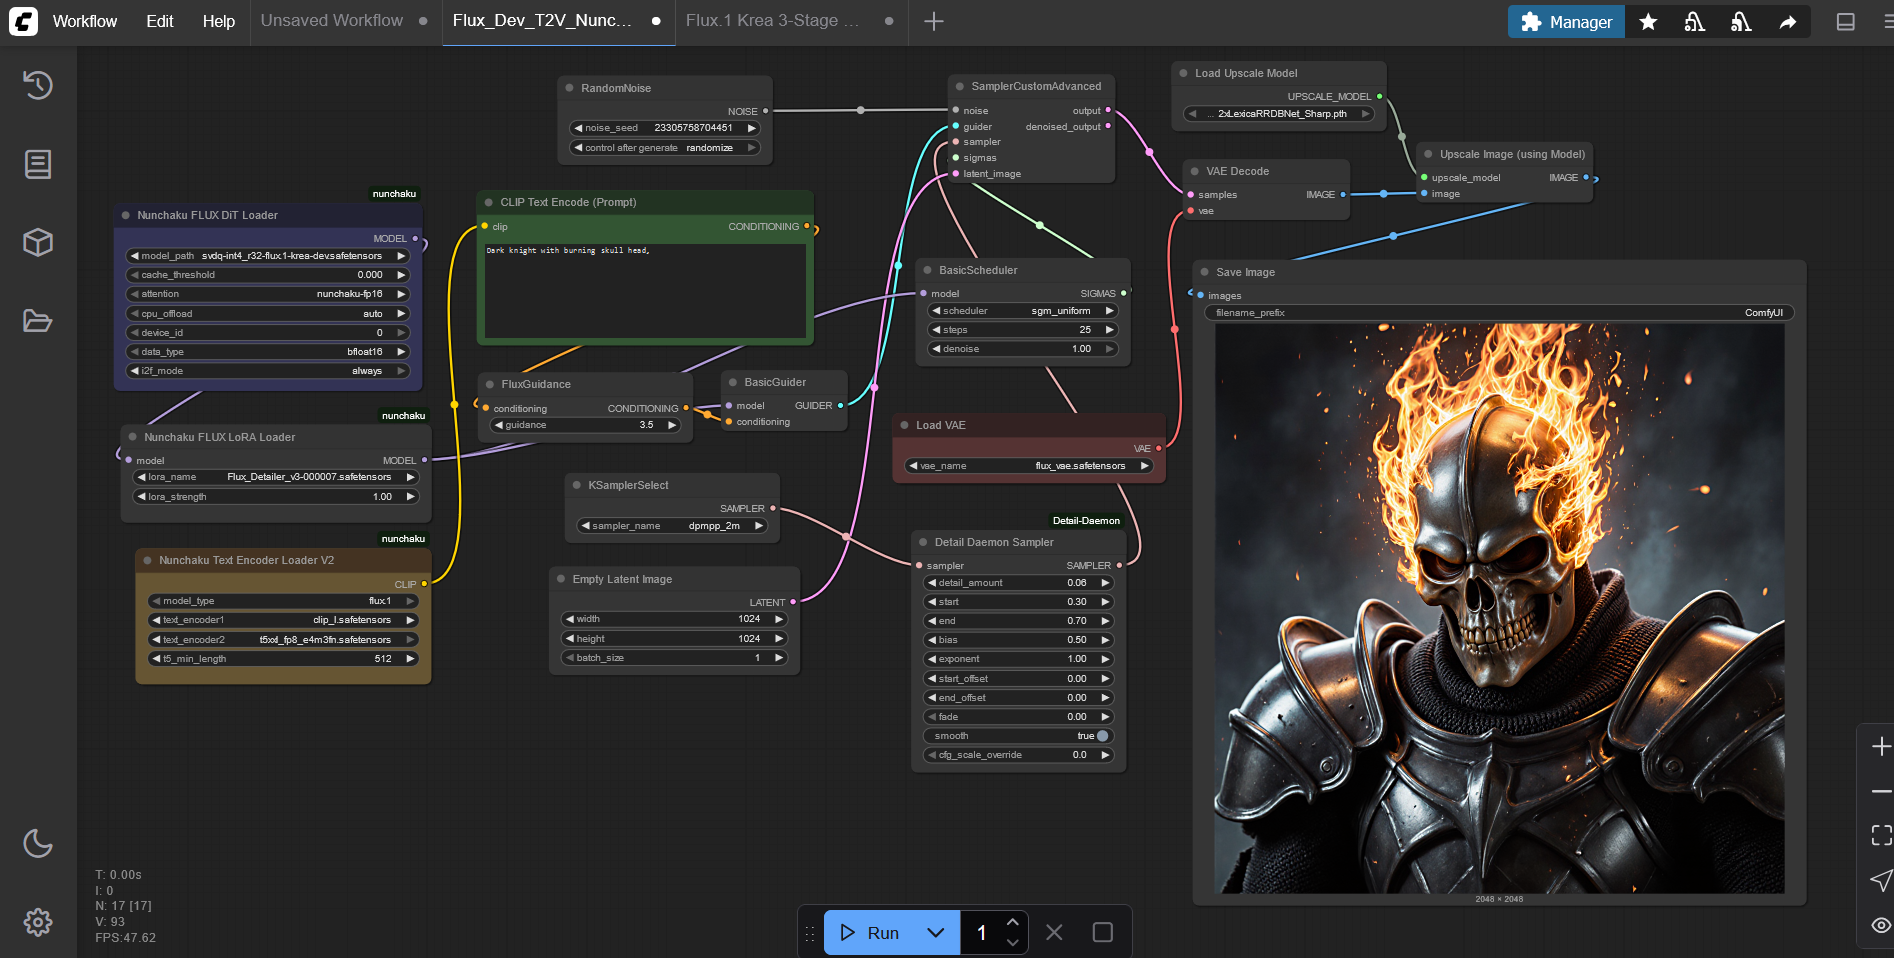 Workflow Edit Help Unsaved Workflow Flux_Dev_T2V_Nunc... Flux.1 Krea 3-Stage ... Manager
RandomNoise
NOISE
noise_seed 23305758704451
control after generate randomize
SamplerCustomAdvanced
noise output
guider denoised_output
sampler
sigmas
latent_image
Load Upscale Model
UPSCALE_MODEL
... 2xLexicaRRDBNet_Sharp.pth
Upscale Image (using Model)
upscale_model IMAGE
image
VAE Decode
samples IMAGE
vae
nunchaku
Nunchaku FLUX DiT Loader
MODEL
model_path svdq-int4_r32-flux.1-krea-dev.safetensors
cache_threshold 0.000
attention nunchaku-fp16
cpu_offload auto
device_id 0
data_type bfloat16
i2f_mode always
CLIP Text Encode (Prompt)
clip CONDITIONING
Dark knight with burning skull head,
BasicScheduler
model SIGMAS
scheduler sgm_uniform
steps 25
denoise 1.00
Save Image
images
filename_prefix ComfyUI
2048 × 2048
FluxGuidance
conditioning CONDITIONING
guidance 3.5
BasicGuider
model GUIDER
conditioning
nunchaku
Nunchaku FLUX LoRA Loader
model MODEL
lora_name Flux_Detailer_v3-000007.safetensors
lora_strength 1.00
Load VAE
VAE
vae_name flux_vae.safetensors
KSamplerSelect
SAMPLER
sampler_name dpmpp_2m
nunchaku
Nunchaku Text Encoder Loader V2
CLIP
model_type flux.1
text_encoder1 clip_l.safetensors
text_encoder2 t5xxl_fp8_e4m3fn.safetensors
t5_min_length 512
Empty Latent Image
LATENT
width 1024
height 1024
batch_size 1
Detail-Daemon
Detail Daemon Sampler
sampler SAMPLER
detail_amount 0.06
start 0.30
end 0.70
bias 0.50
exponent 1.00
start_offset 0.00
end_offset 0.00
fade 0.00
smooth true
cfg_scale_override 0.0
T: 0.00s
I: 0
N: 17 [17]
V: 93
FPS:47.62
Run 1